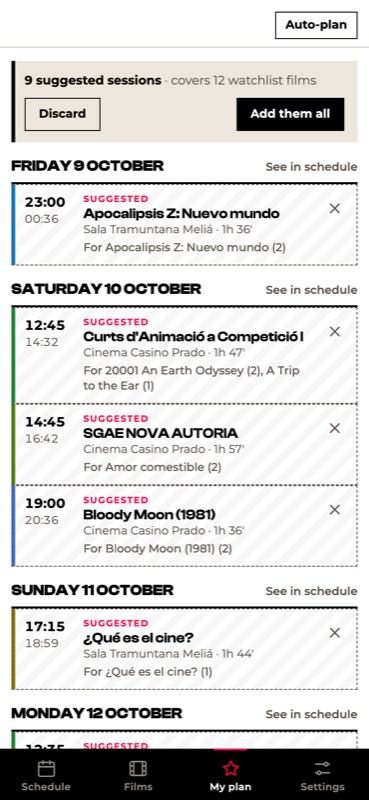 Auto-plan
9 suggested sessions · covers 12 watchlist films
Discard
Add them all
FRIDAY 9 OCTOBER
See in schedule
23:00
00:36
SUGGESTED
Apocalipsis Z: Nuevo mundo
Sala Tramuntana Meliá · 1h 36'
For Apocalipsis Z: Nuevo mundo (2)
SATURDAY 10 OCTOBER
See in schedule
12:45
14:32
SUGGESTED
Curts d'Animació a Competició I
Cinema Casino Prado · 1h 47'
For 20001 An Earth Odyssey (2), A Trip
to the Ear (1)
14:45
16:42
SUGGESTED
SGAE NOVA AUTORIA
Cinema Casino Prado · 1h 57'
For Amor comestible (2)
19:00
20:36
SUGGESTED
Bloody Moon (1981)
Cinema Casino Prado · 1h 36'
For Bloody Moon (1981) (2)
SUNDAY 11 OCTOBER
See in schedule
17:15
18:59
SUGGESTED
¿Qué es el cine?
Sala Tramuntana Meliá · 1h 44'
For ¿Qué es el cine? (1)
MONDAY 12 OCTOBER
See in schedule
SUGGESTED
Schedule
Films
My plan
Settings